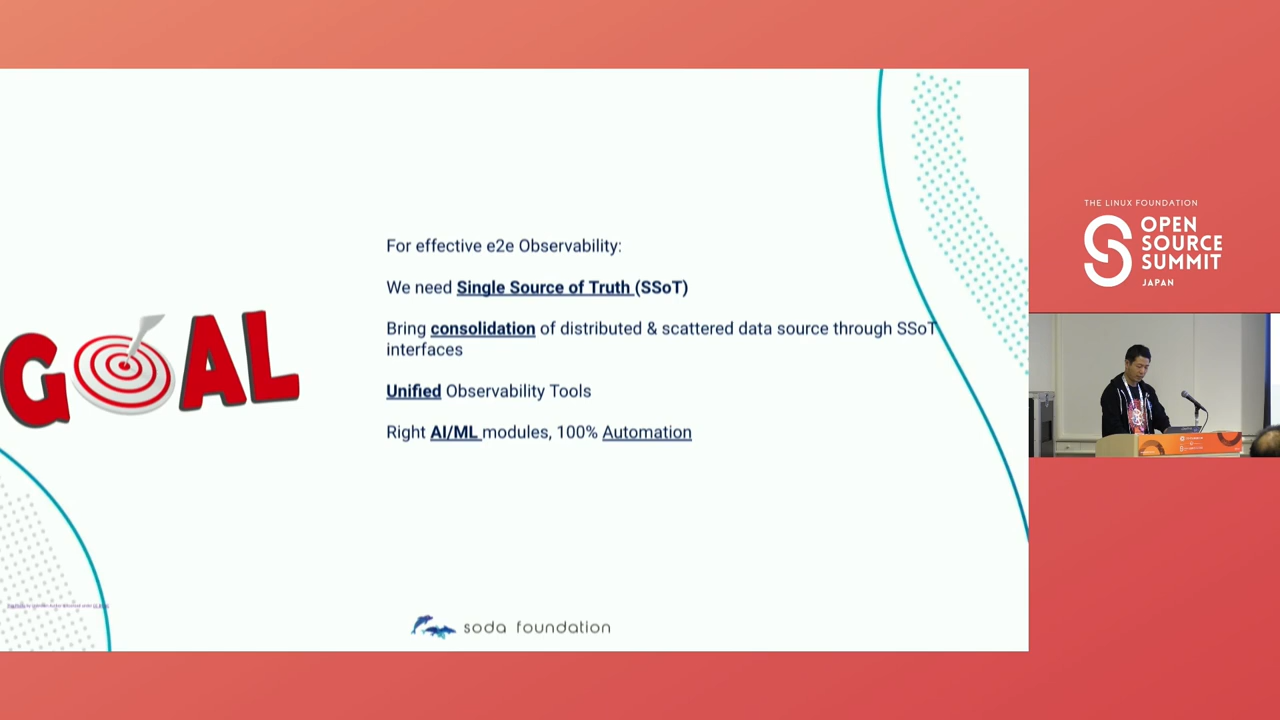 For effective e2e Observability:
We need Single Source of Truth (SSoT)
Bring consolidation of distributed & scattered data source through SSoT
interfaces
Unified Observability Tools
Right AI/ML modules, 100% Automation
GOAL
soda foundation
THE LINUX FOUNDATION
OPEN
SOURCE
SUMMIT
JAPAN